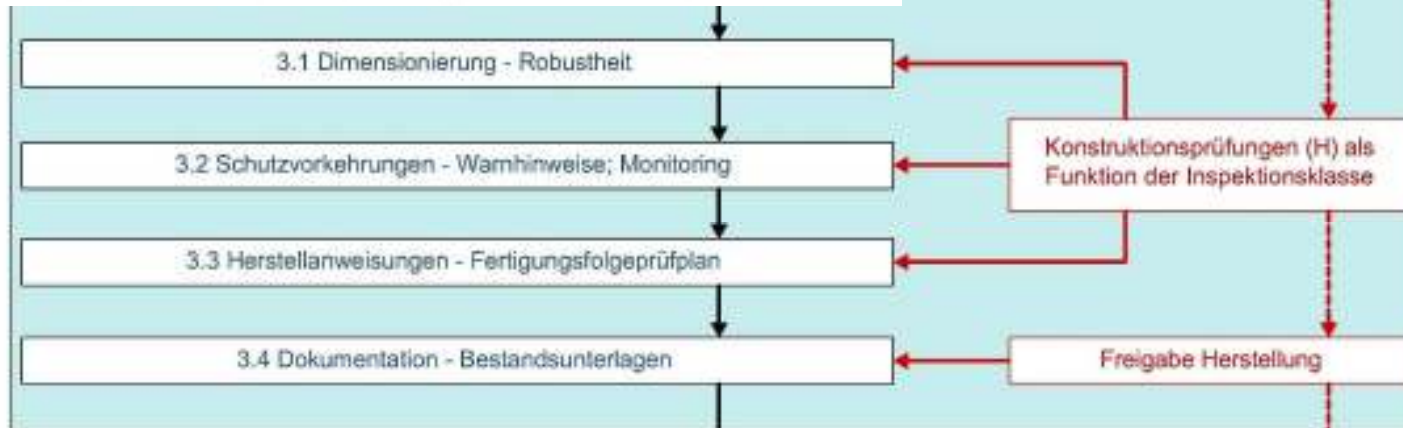 3.1 Dimensionierung - Robustheit
Konstruktionsprüfungen (H) als
Funktion der Inspektionsklasse
3.2 Schutzvorkehrungen - Warnhinweise; Monitoring
3.3 Herstellanweisungen - Fertigungsfolgeprüfplan
3.4 Dokumentation - Bestandsunterlagen
Freigabe Herstellung